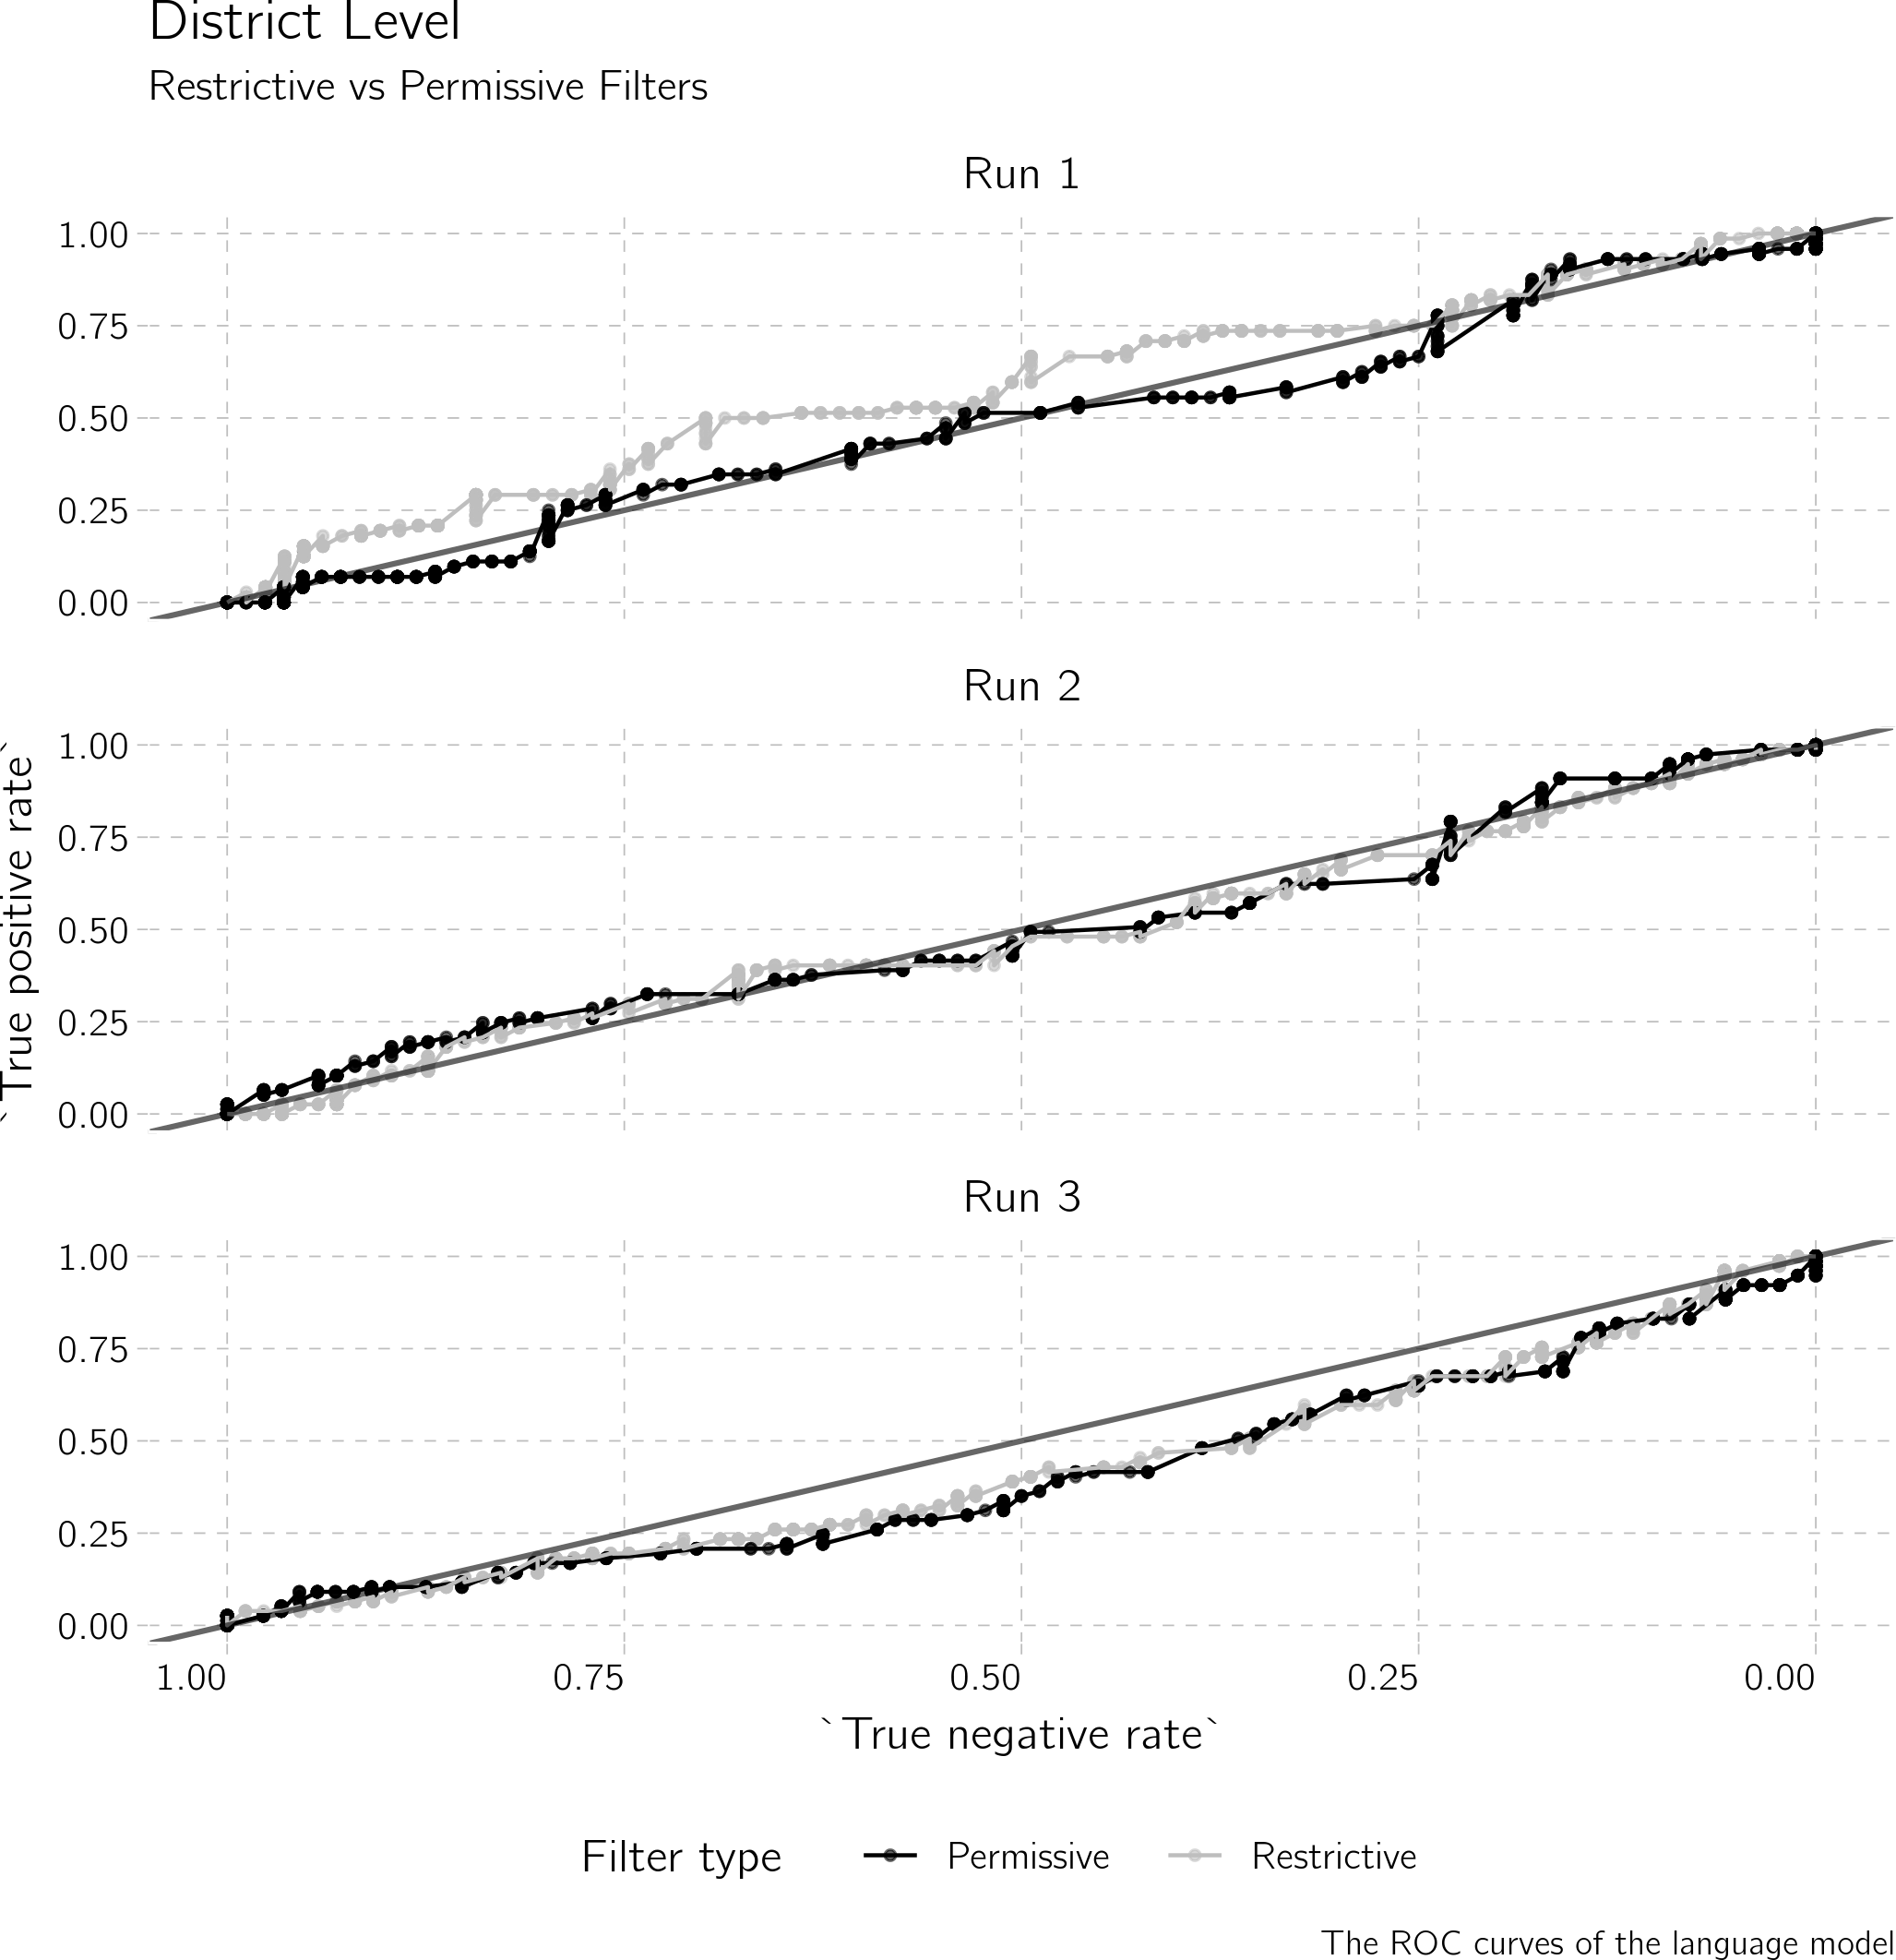 District Level
Restrictive vs Permissive Filters
Run 1
1.00
0.75
0.50
0.25
0.00
Run 2
1.00
0.75
0.50
0.25
0.00
`True positive rate`
Run 3
1.00
0.75
0.50
0.25
0.00
1.00 0.75 0.50 0.25 0.00
`True negative rate`
Filter type Permissive Restrictive
The ROC curves of the language model